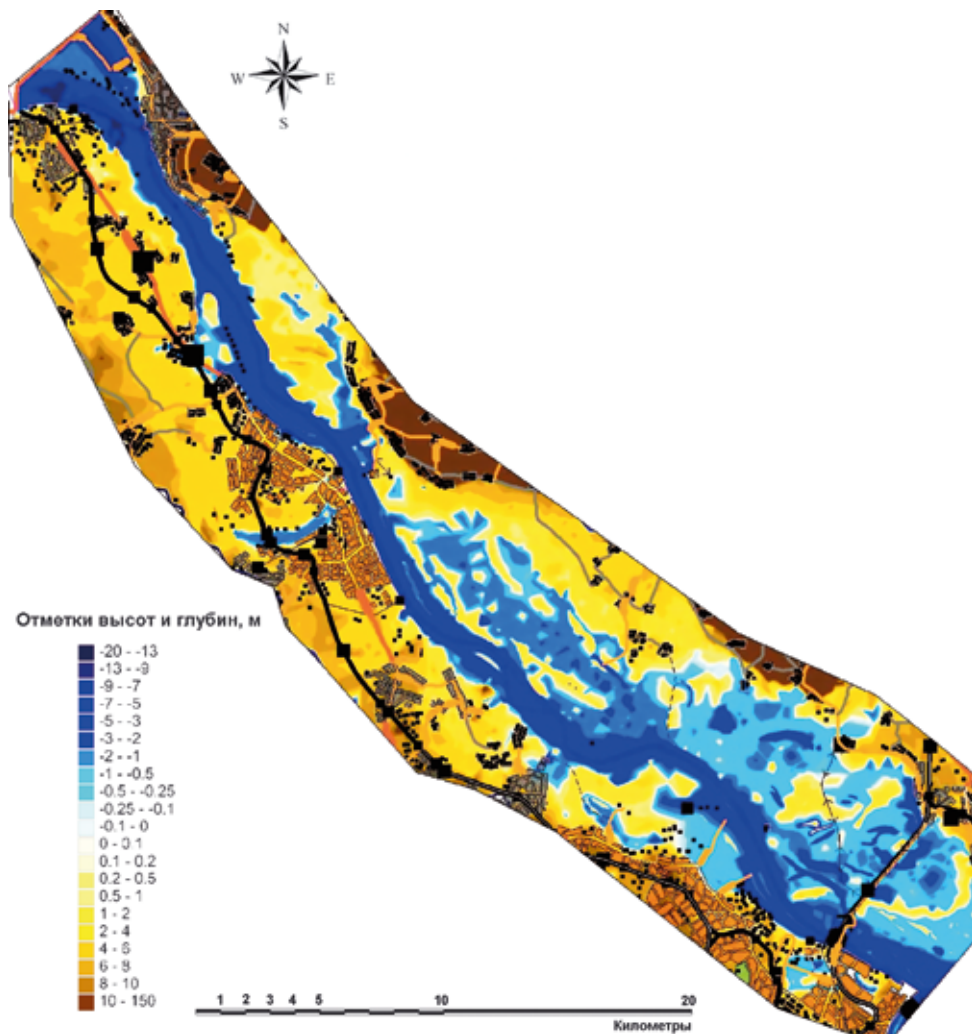 N
W E
S
Отметки высот и глубин, м
-20 - -13
-13 - -9
-9 - -7
-7 - -5
-5 - -3
-3 - -2
-2 - -1
-1 - -0.5
-0.5 - -0.25
-0.25 - -0.1
-0.1 - 0
0 - 0.1
0.1 - 0.2
0.2 - 0.5
0.5 - 1
1 - 2
2 - 4
4 - 6
6 - 8
8 - 10
10 - 150
1 2 3 4 5 10 20
Километры